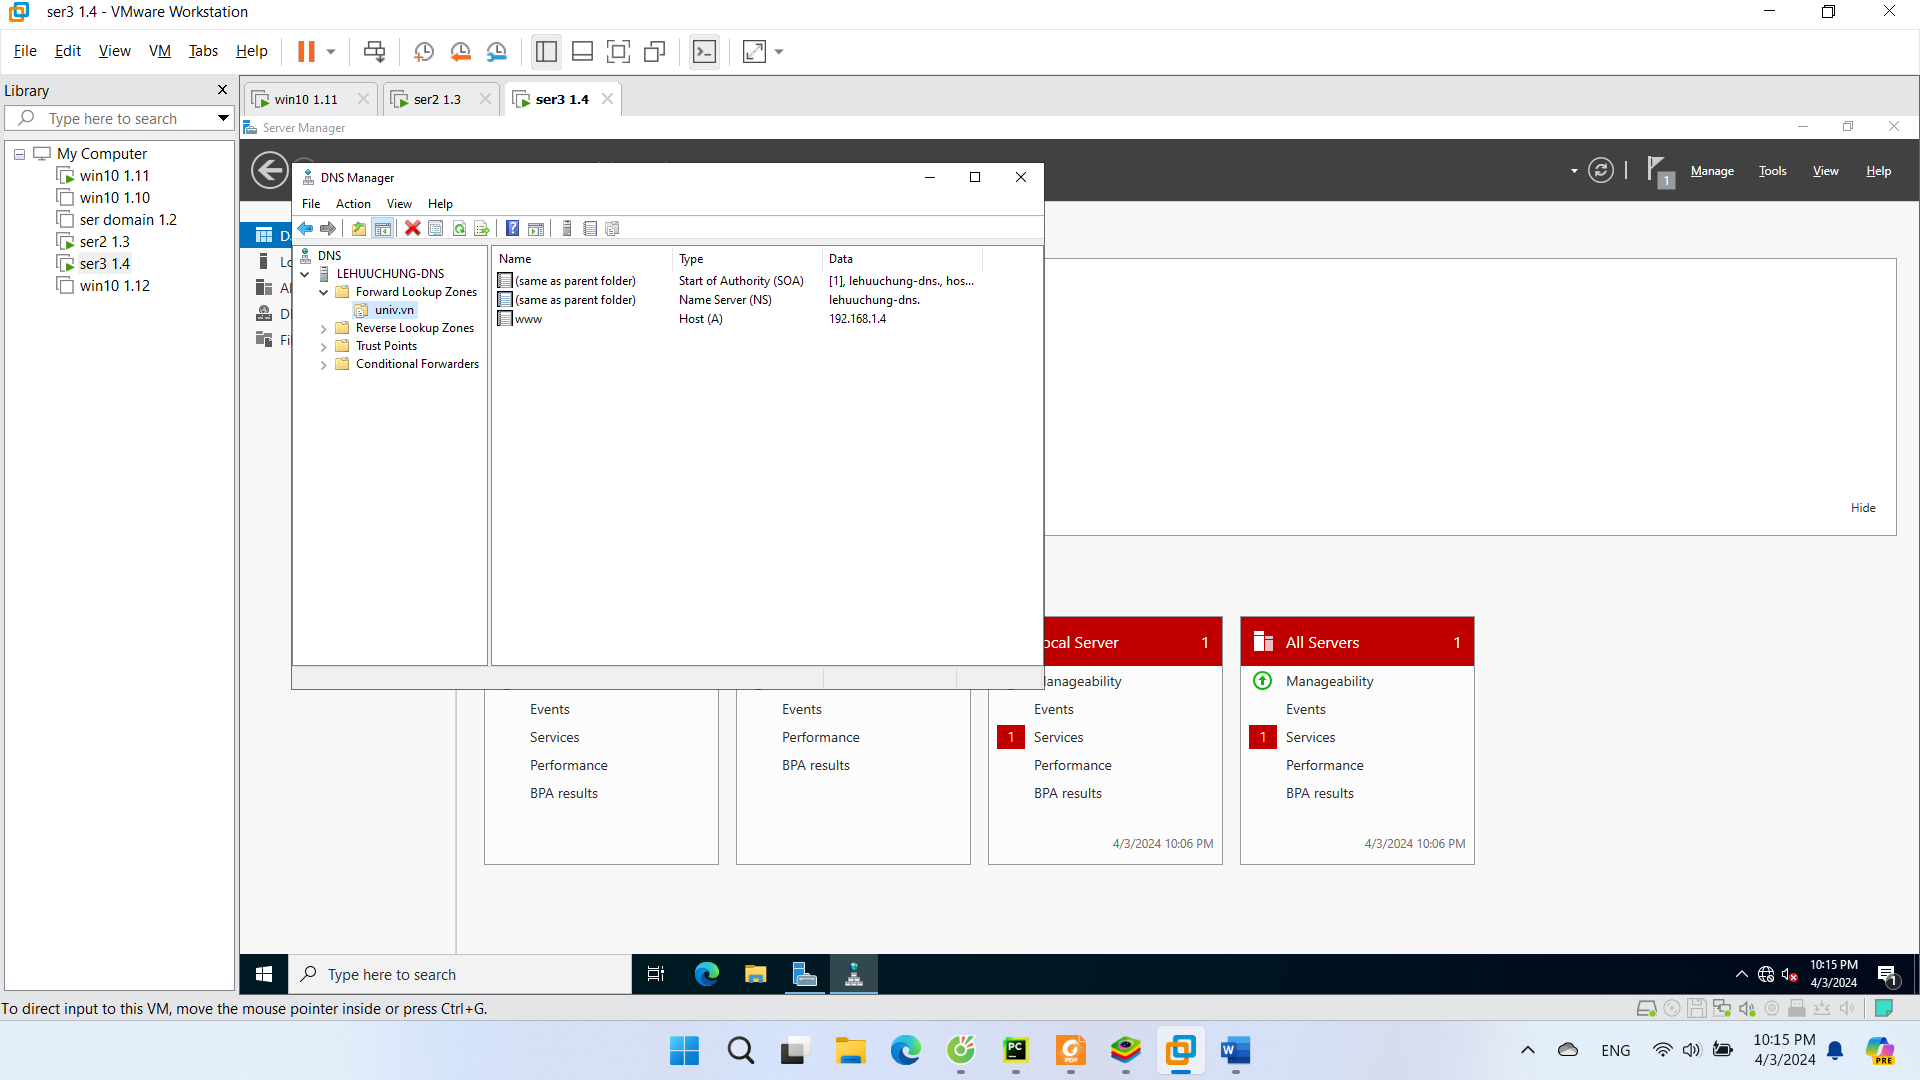 ser3 1.4 - VMware Workstation
File Edit View VM Tabs Help
Library
Type here to search
My Computer
win10 1.11
win10 1.10
ser domain 1.2
ser2 1.3
ser3 1.4
win10 1.12
win10 1.11
ser2 1.3
ser3 1.4
Server Manager
1
Manage Tools View Help
DNS Manager
File Action View Help
DNS
LEHUUCHUNG-DNS
Forward Lookup Zones
univ.vn
Reverse Lookup Zones
Trust Points
Conditional Forwarders
Name Type Data
(same as parent folder) Start of Authority (SOA) [1], lehuuchung-dns., hos...
(same as parent folder) Name Server (NS) lehuuchung-dns.
www Host (A) 192.168.1.4
Hide
Events
Services
Performance
BPA results
Events
Performance
BPA results
ocal Server 1
anageability
Events
1 Services
Performance
BPA results
4/3/2024 10:06 PM
All Servers 1
Manageability
Events
1 Services
Performance
BPA results
4/3/2024 10:06 PM
Type here to search
10:15 PM
4/3/2024
1
To direct input to this VM, move the mouse pointer inside or press Ctrl+G.
PC
PDF
W
ENG
10:15 PM
4/3/2024
PRE